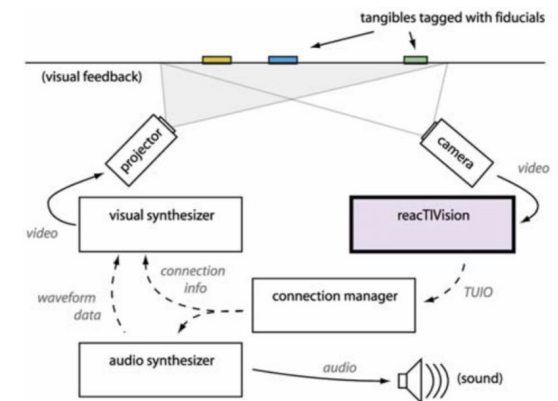 tangibles tagged with fiducials
(visual feedback)
projector
camera
video
visual synthesizer
reacTIVision
video
connection
info
TUIO
waveform
data
connection manager
audio synthesizer
audio
(sound)